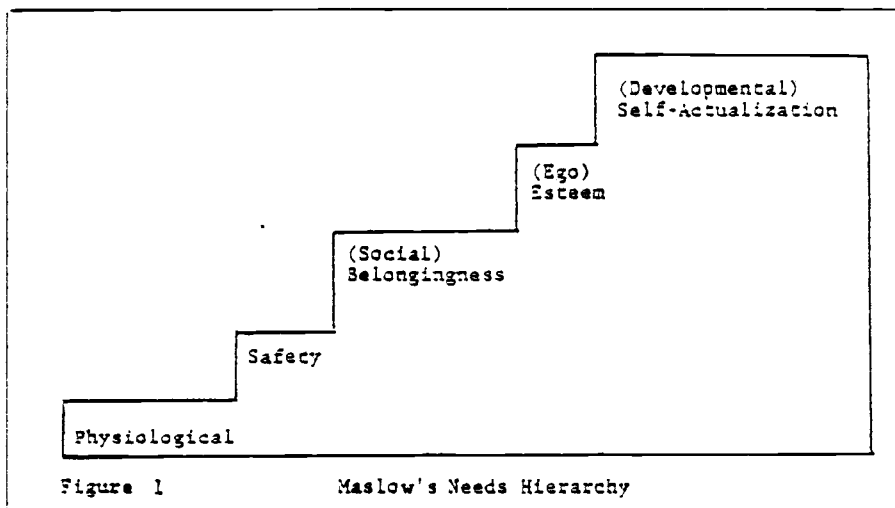 (Developmental)
Self-Actualization
(Ego)
Esteem
(Social)
Belongingness
Safety
Physiological
Figure 1 Maslow's Needs Hierarchy